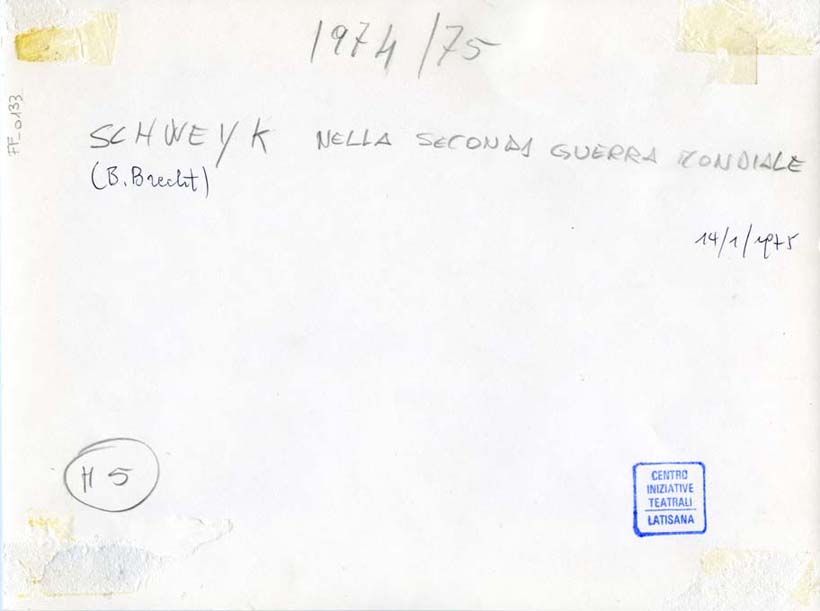 1974/75
FF_0133
SCHWEYK NELLA SECONDA GUERRA MONDIALE
(B. Brecht)
14/1/1975
H 5
CENTRO
INIZIATIVE
TEATRALI
LATISANA